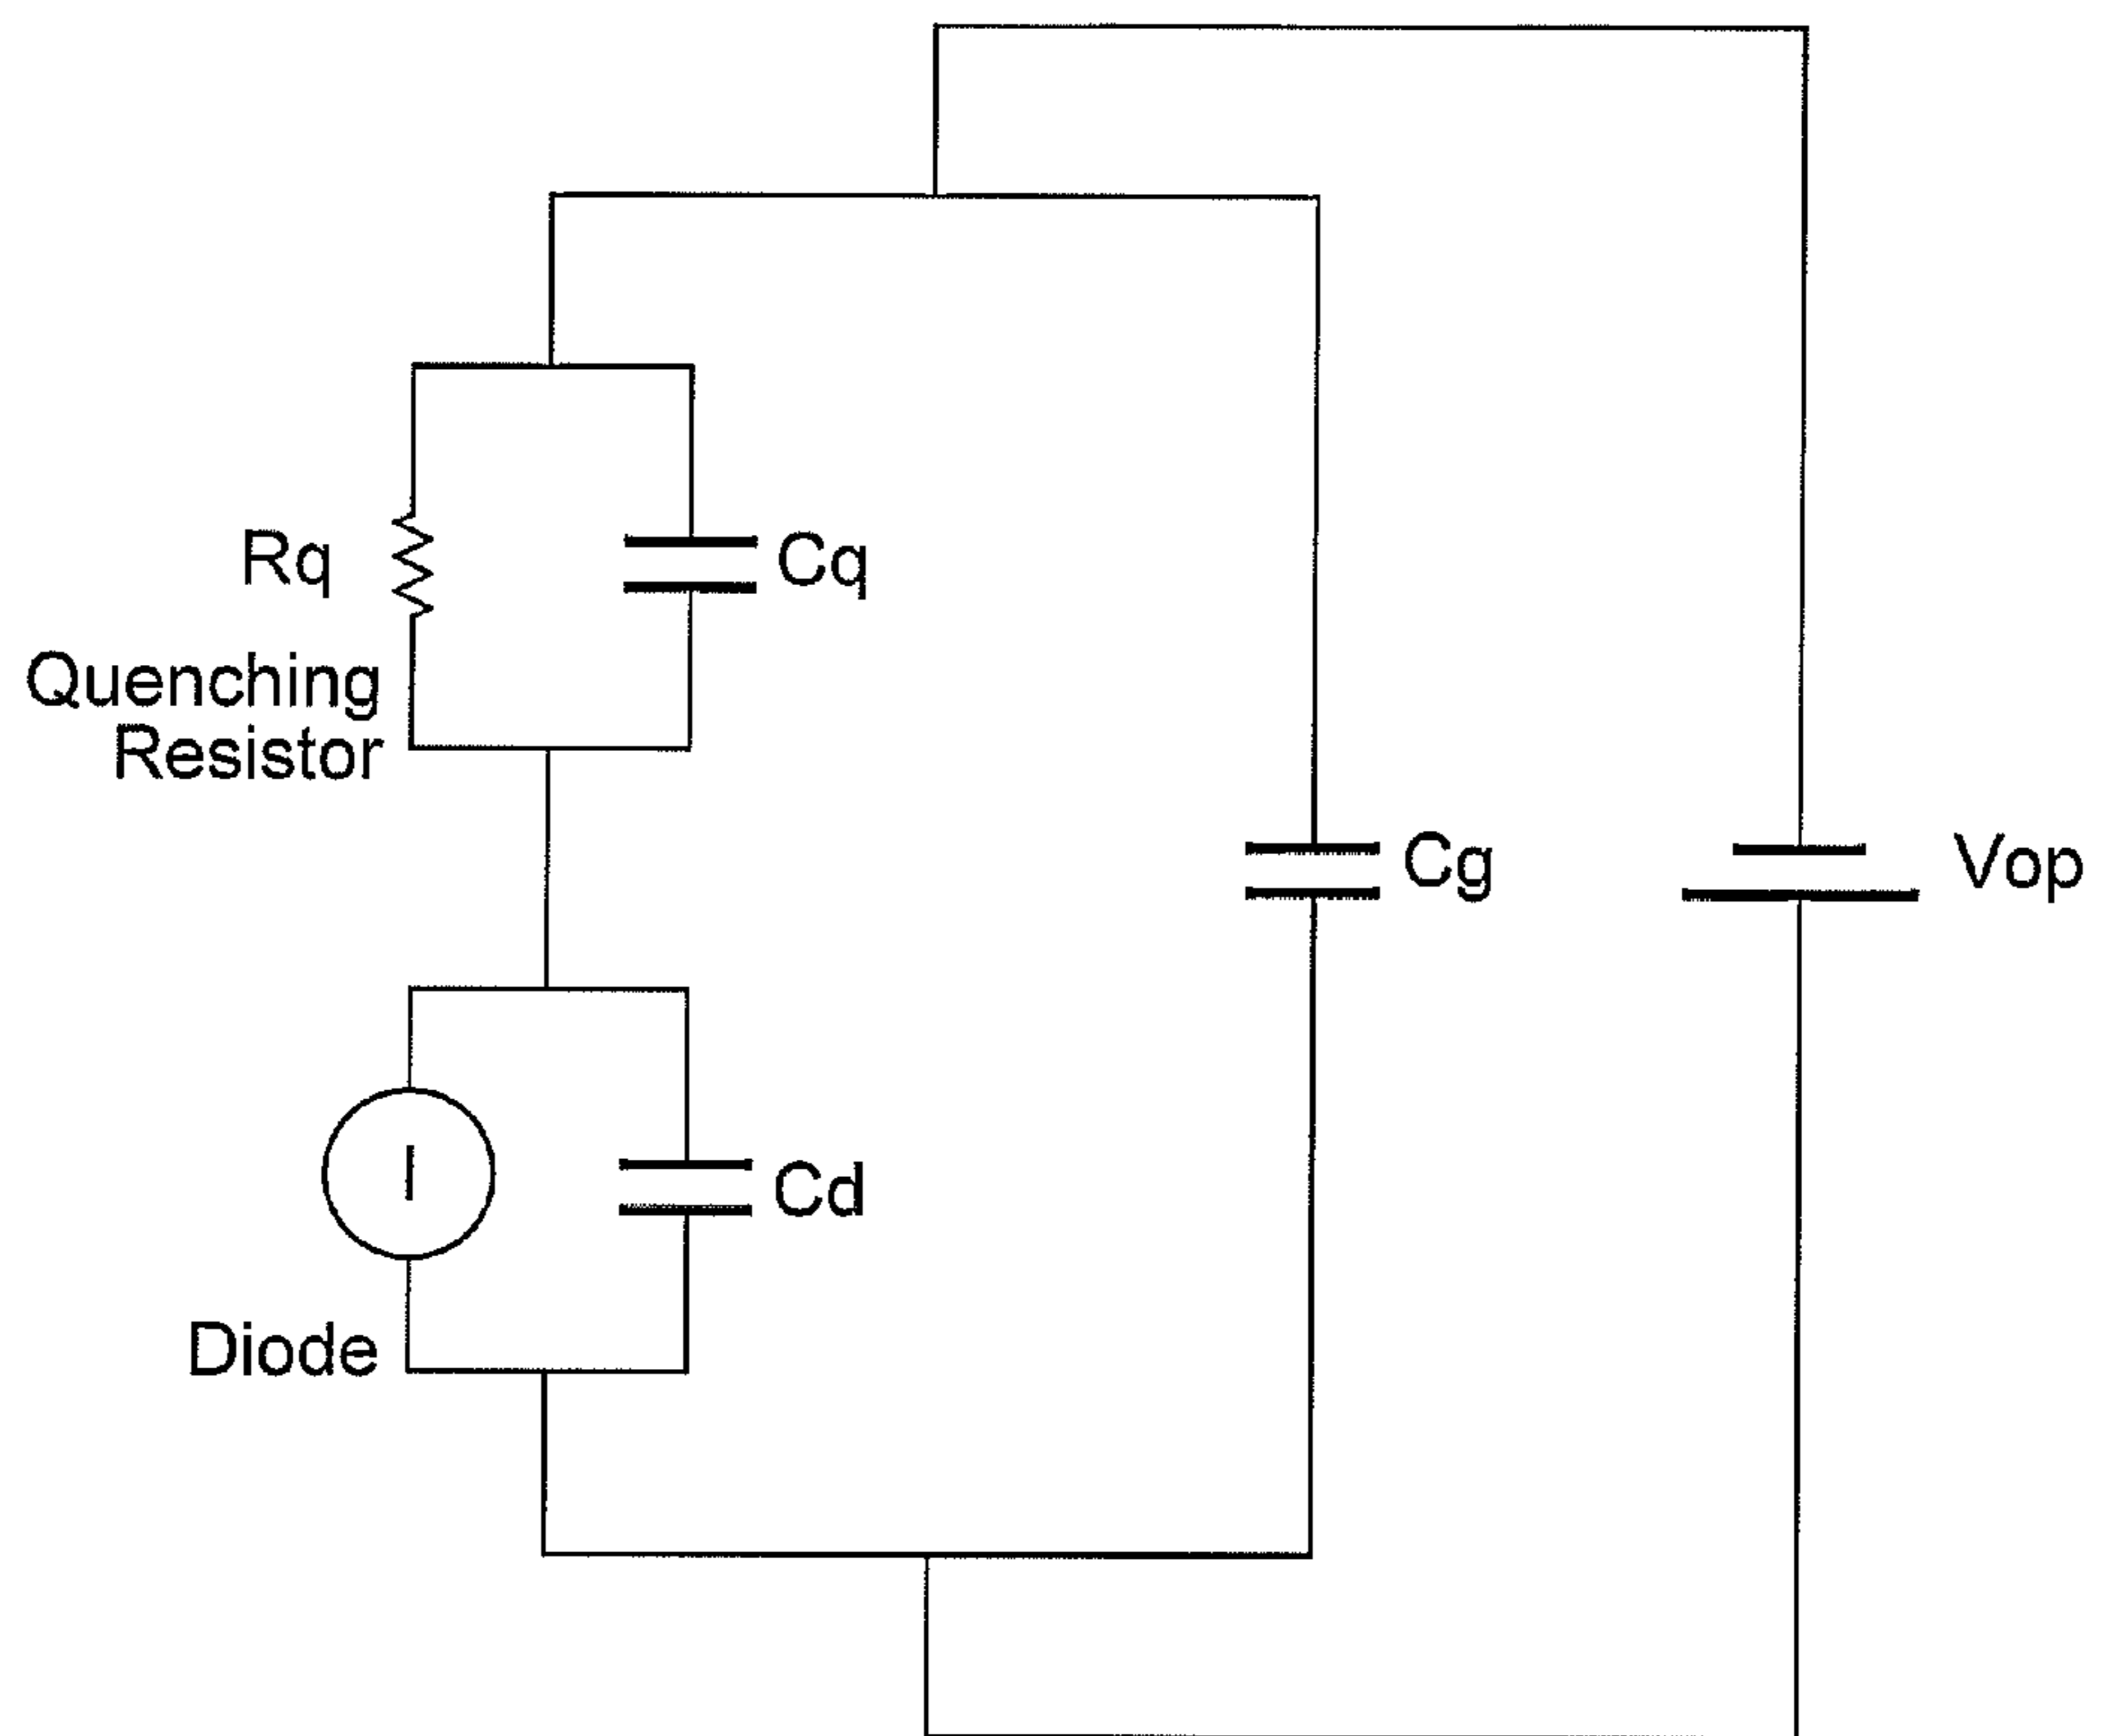 Rq
Cq
Quenching
Resistor
Cg
Vop
I
Cd
Diode